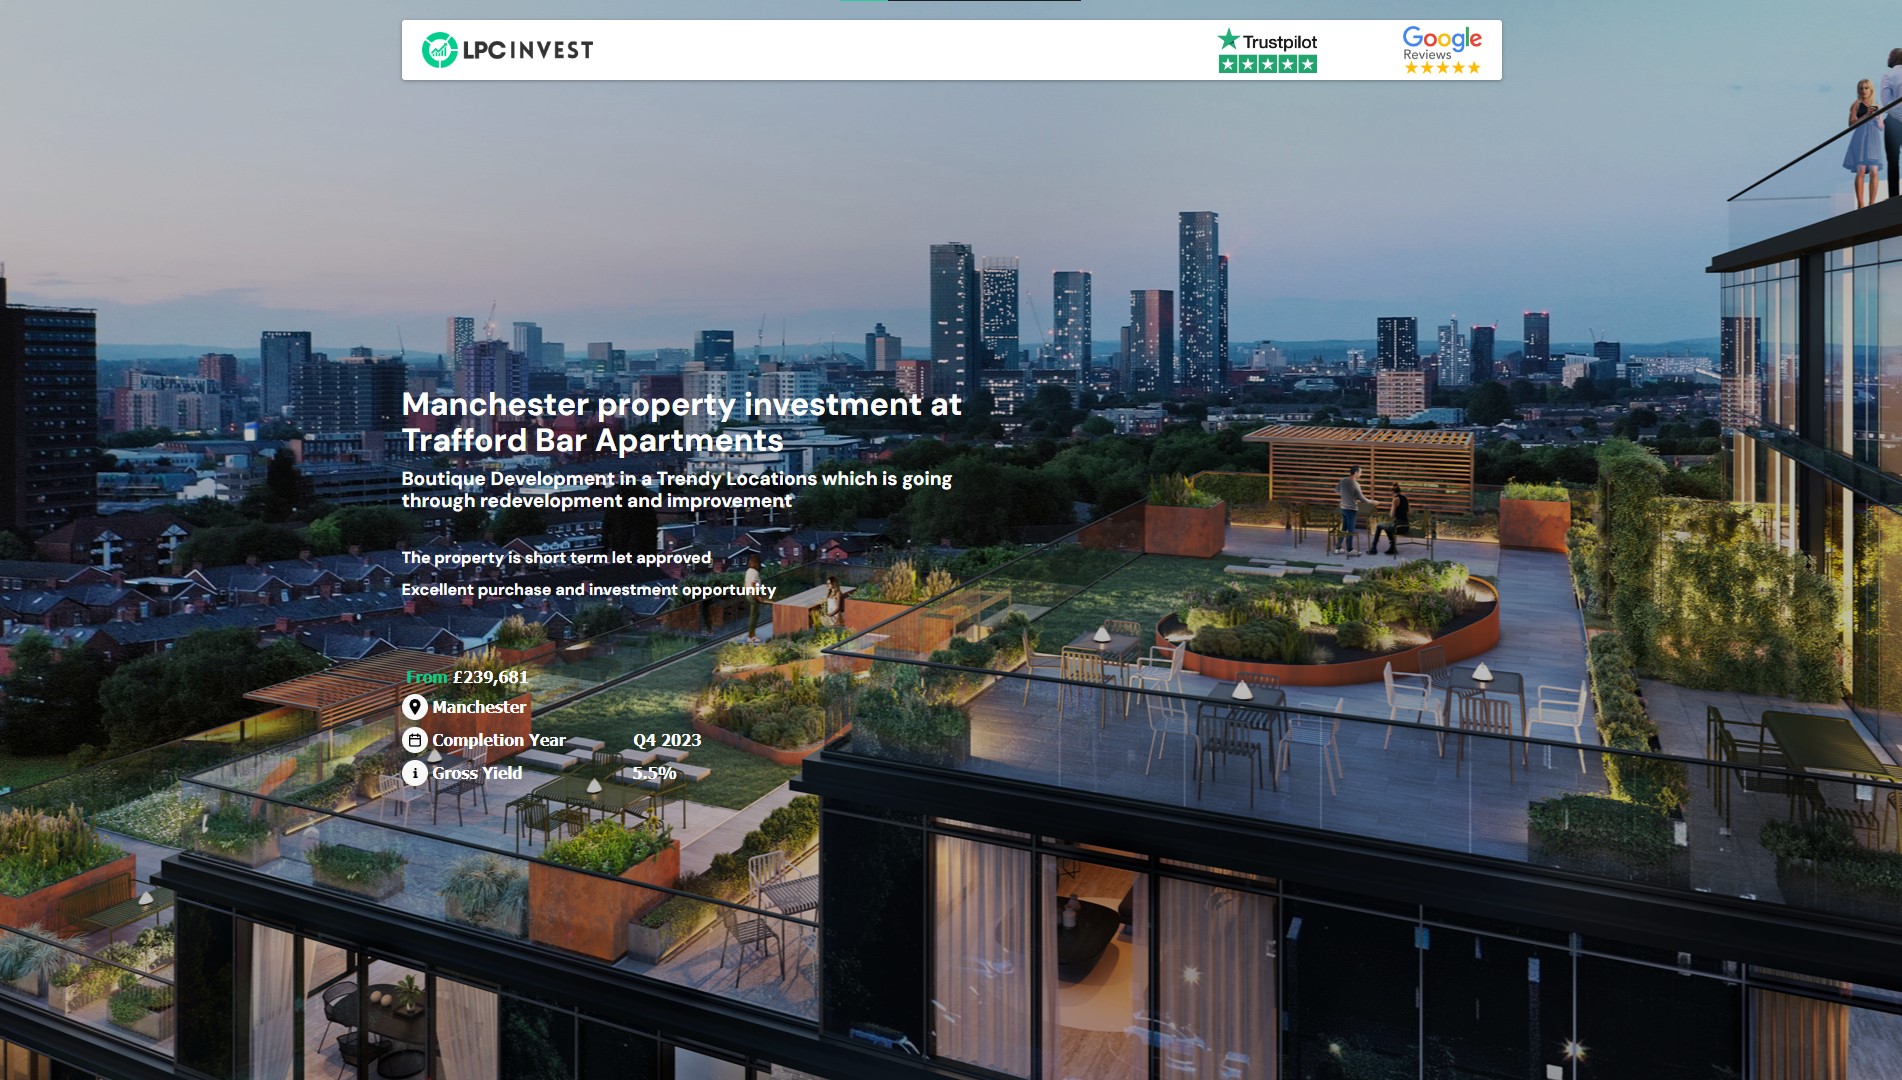 LPCINVEST
Trustpilot
Google
Reviews
Manchester property investment at
Trafford Bar Apartments
Boutique Development in a Trendy Locations which is going
through redevelopment and improvement
The property is short term let approved
Excellent purchase and investment opportunity
From £239,681
Manchester
Completion Year Q4 2023
Gross Yield 5.5%